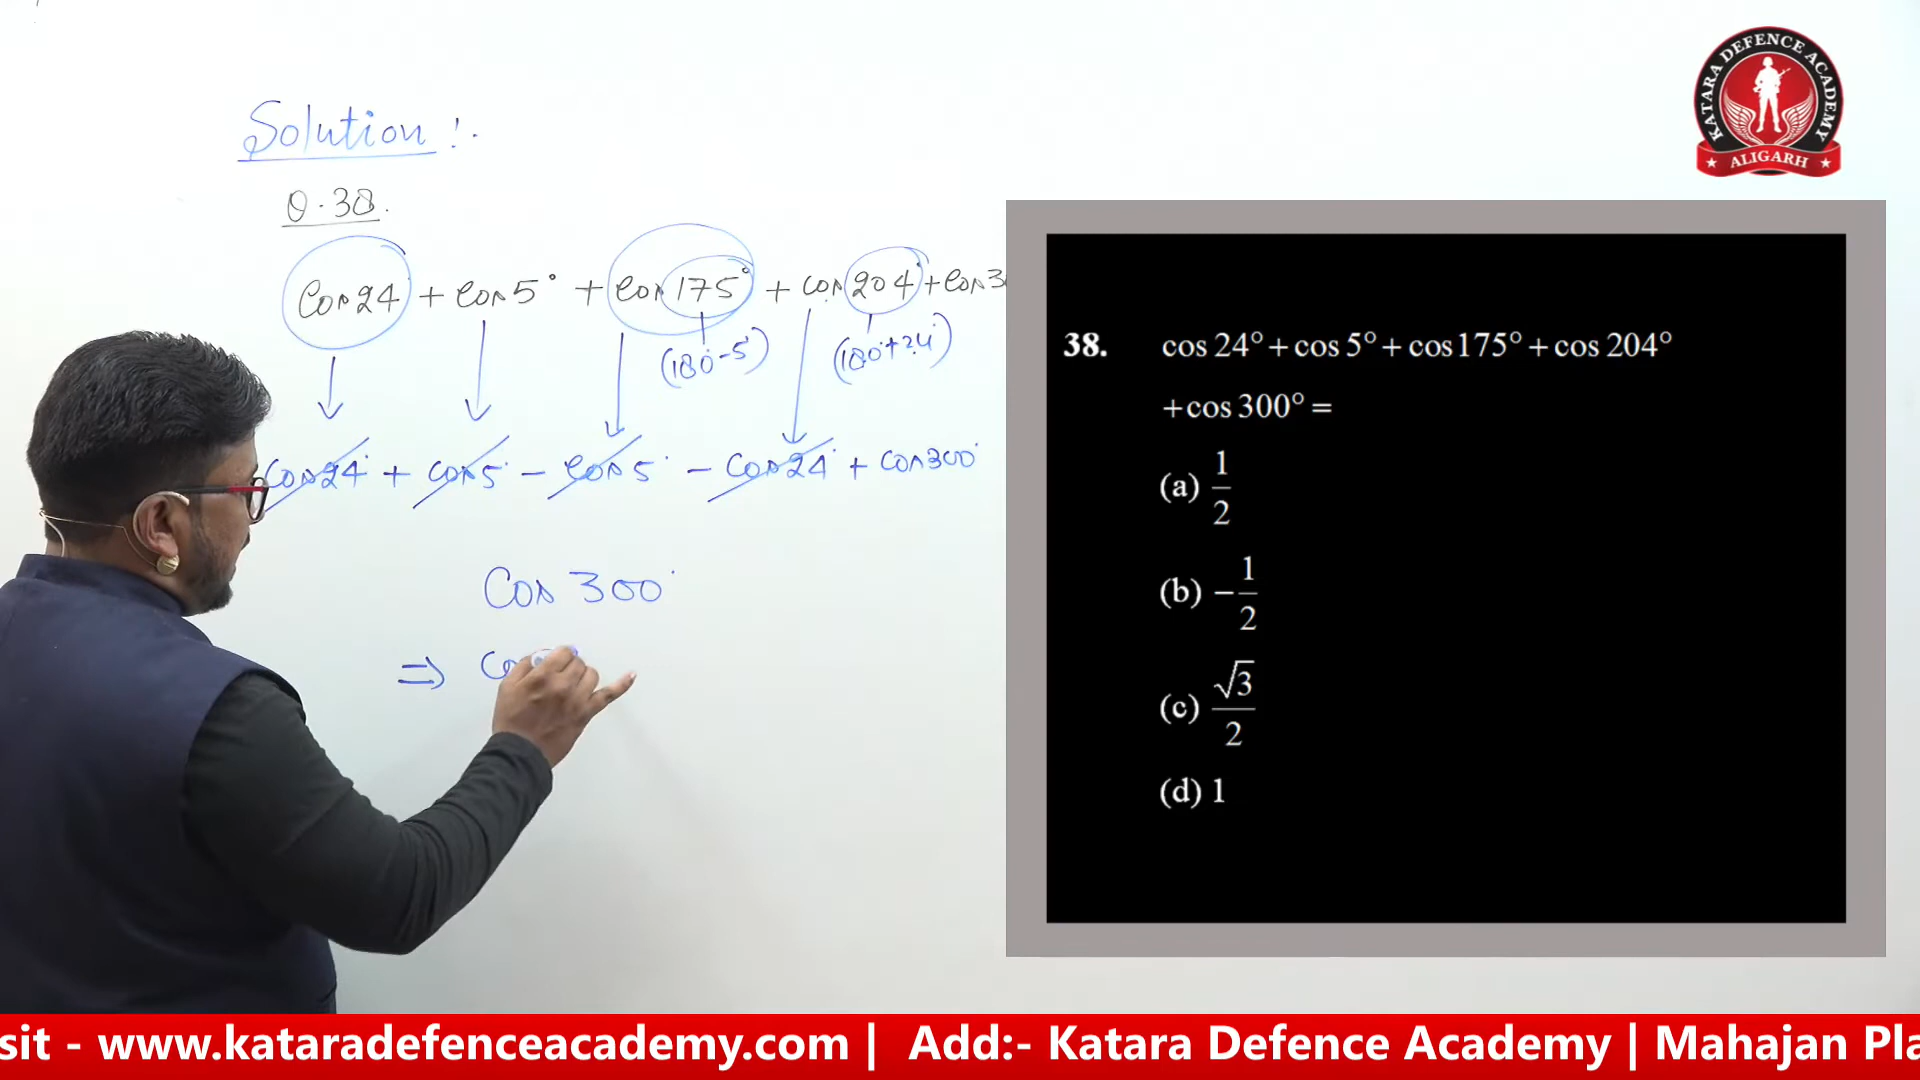 Solution :-
Q.38.
Cos24 + Cos5° + Cos175° + cos204° + Cos3
(180°-5°) (180°+24°)
Cos24° + Cos5° - Cos5° - Cos24° + Cos300°
Cos 300°
⇒ co
KATARA DEFENCE ACADEMY
ALIGARH
38. cos 24° + cos 5° + cos 175° + cos 204°
+ cos 300° =
(a) 1/2
(b) -1/2
(c) √3/2
(d) 1
sit - www.kataradefenceacademy.com | Add:- Katara Defence Academy | Mahajan Pla